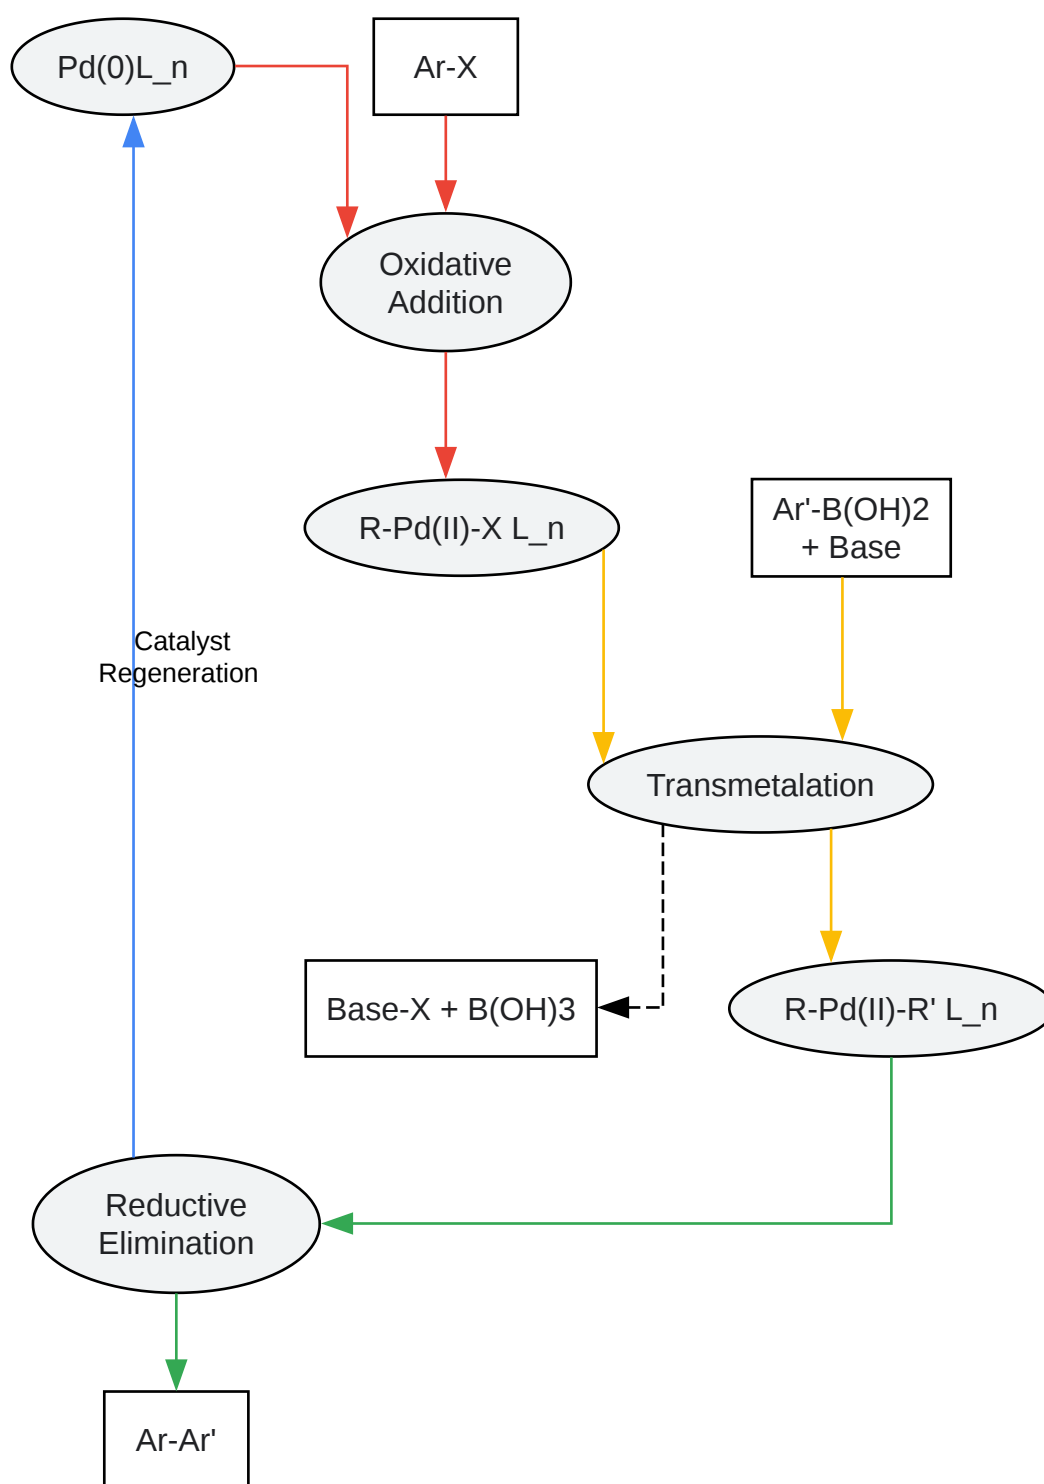 Pd(0)L_n
Ar-X
Oxidative
Addition
R-Pd(II)-X L_n
Ar'-B(OH)2
+ Base
Catalyst
Regeneration
Transmetalation
Base-X + B(OH)3
R-Pd(II)-R' L_n
Reductive
Elimination
Ar-Ar'